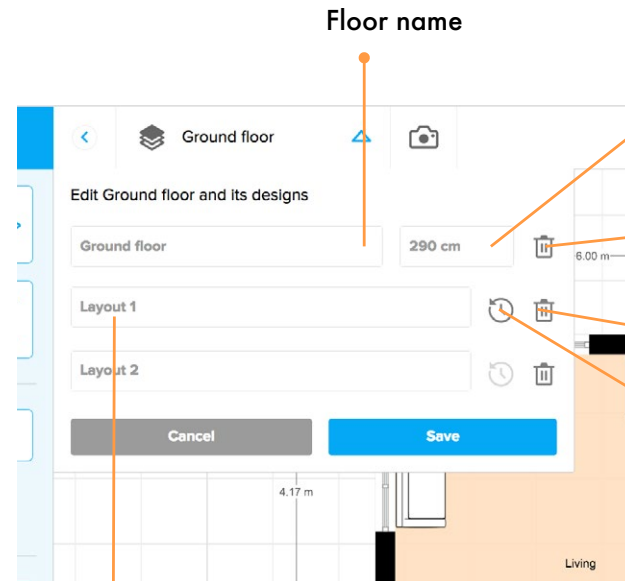 Floor name
Ground floor
Edit Ground floor and its designs
Ground floor
290 cm
6.00 m
Layout 1
Layout 2
Cancel
Save
4.17 m
Living